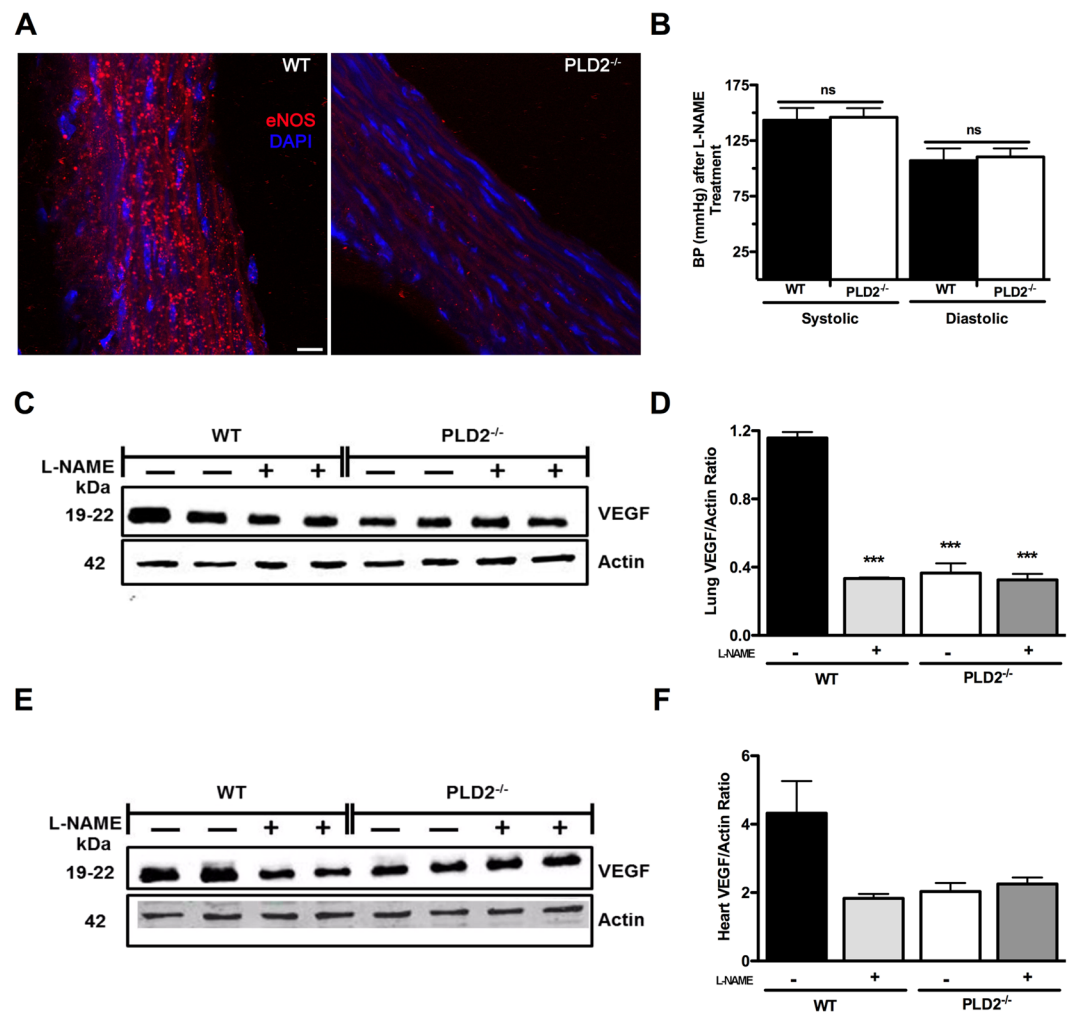 A
WT
eNOS
DAPI
PLD2-/-
B
BP (mmHg) after L-NAME
Treatment
175
125
75
25
ns
ns
WT
PLD2-/-
WT
PLD2-/-
Systolic
Diastolic
C
WT
PLD2-/-
L-NAME — — + + — — + +
kDa
19-22
VEGF
42
Actin
D
Lung VEGF/Actin Ratio
1.2
0.8
0.4
0.0
***
***
***
L-NAME - + - +
WT
PLD2-/-
E
WT
PLD2-/-
L-NAME — — + + — — + +
kDa
19-22
VEGF
42
Actin
F
Heart VEGF/Actin Ratio
6
4
2
0
L-NAME - + - +
WT
PLD2-/-